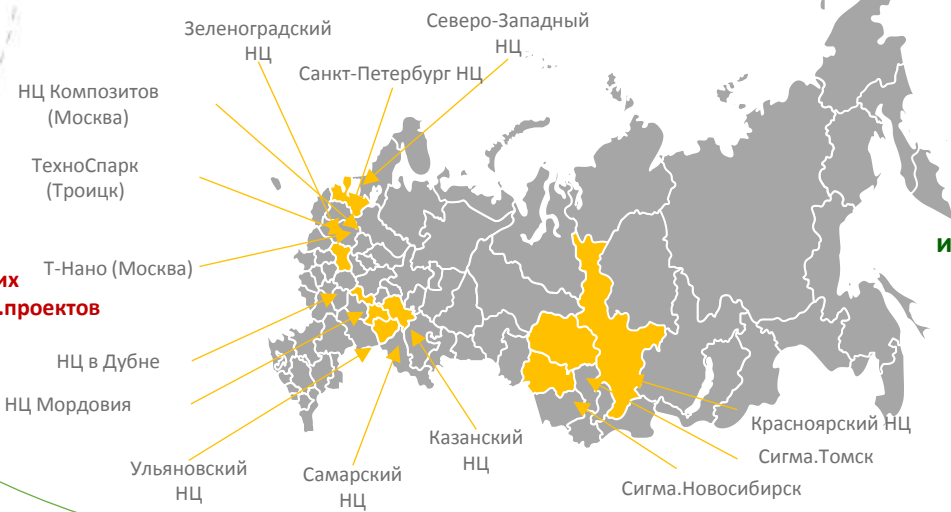 Зеленоградский
НЦ
Северо-Западный
НЦ
Санкт-Петербург НЦ
НЦ Композитов
(Москва)
ТехноСпарк
(Троицк)
Т-Нано (Москва)
их
.проектов
и
НЦ в Дубне
НЦ Мордовия
Ульяновский
НЦ
Самарский
НЦ
Казанский
НЦ
Красноярский НЦ
Сигма.Томск
Сигма.Новосибирск